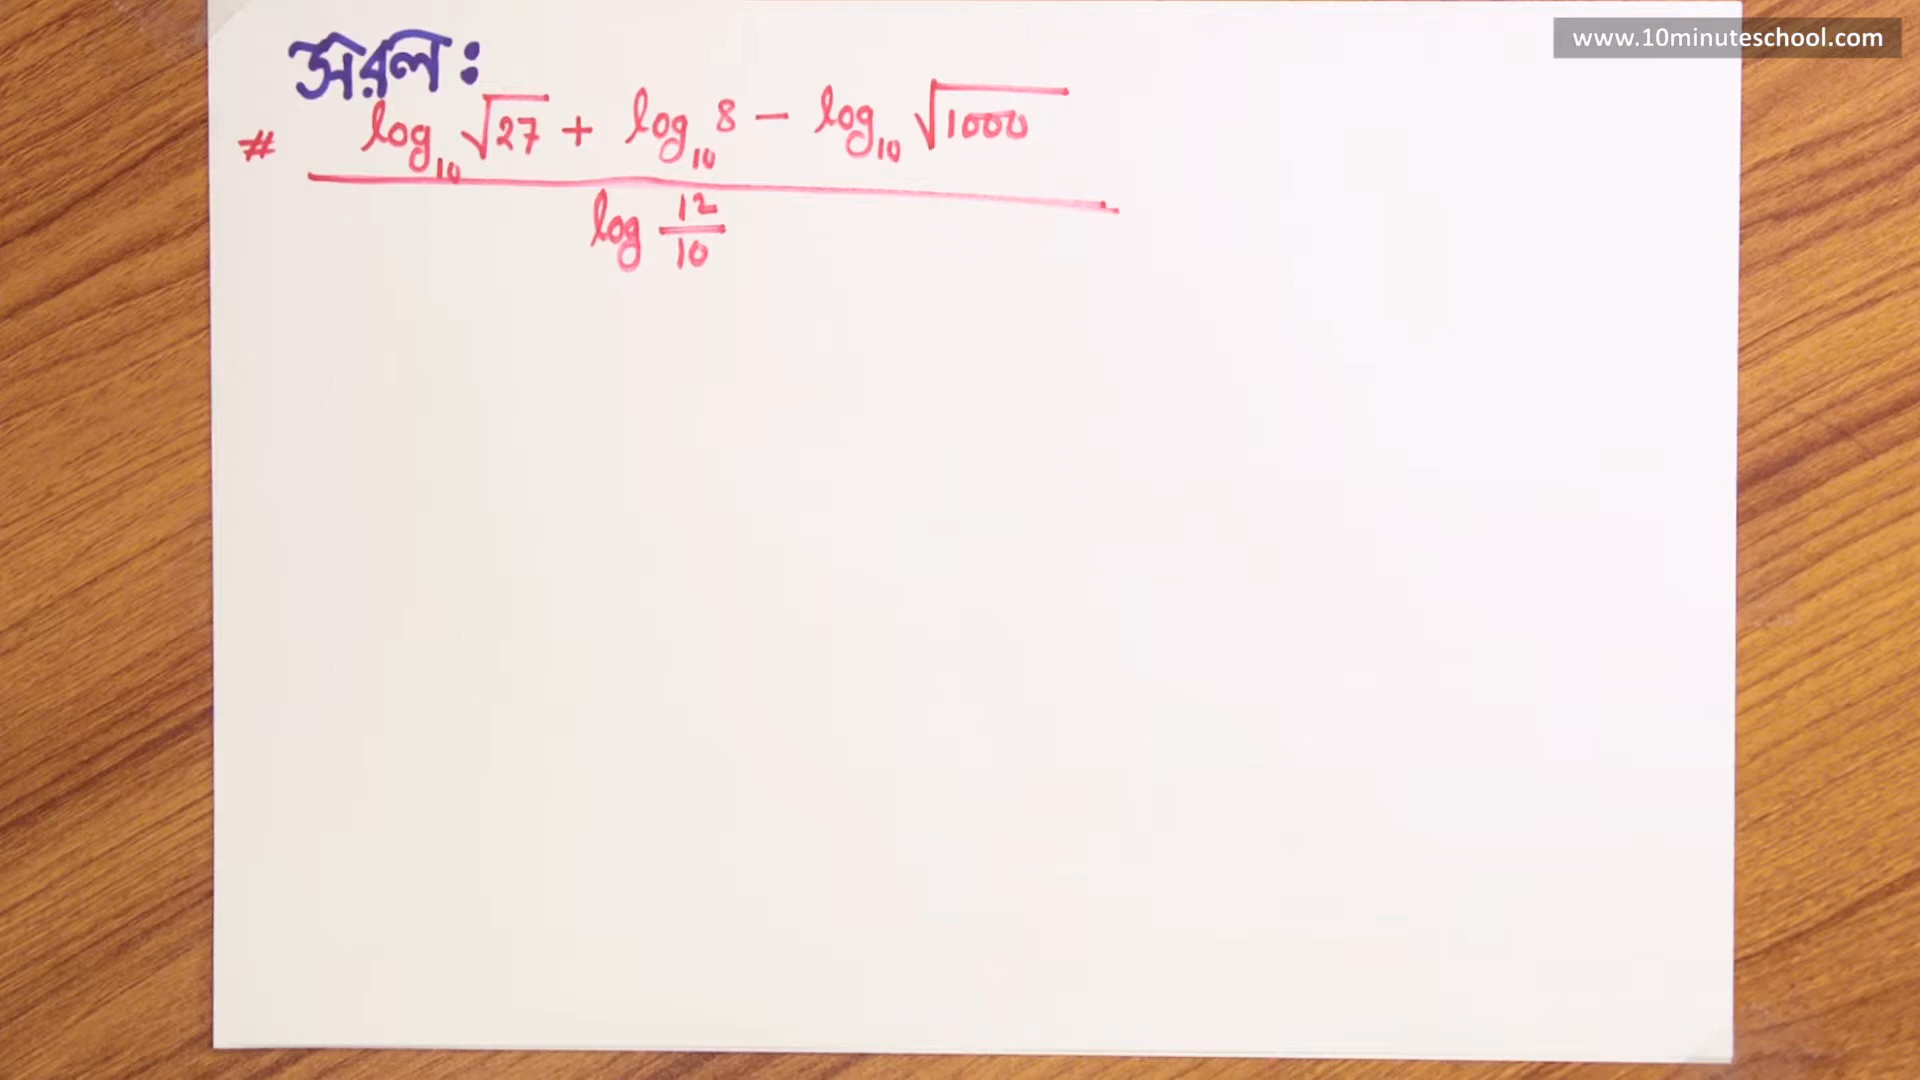 www.10minuteschool.com
সরল:
# log₁₀ √27 + log₁₀ 8 − log₁₀ √1000
log 12/10